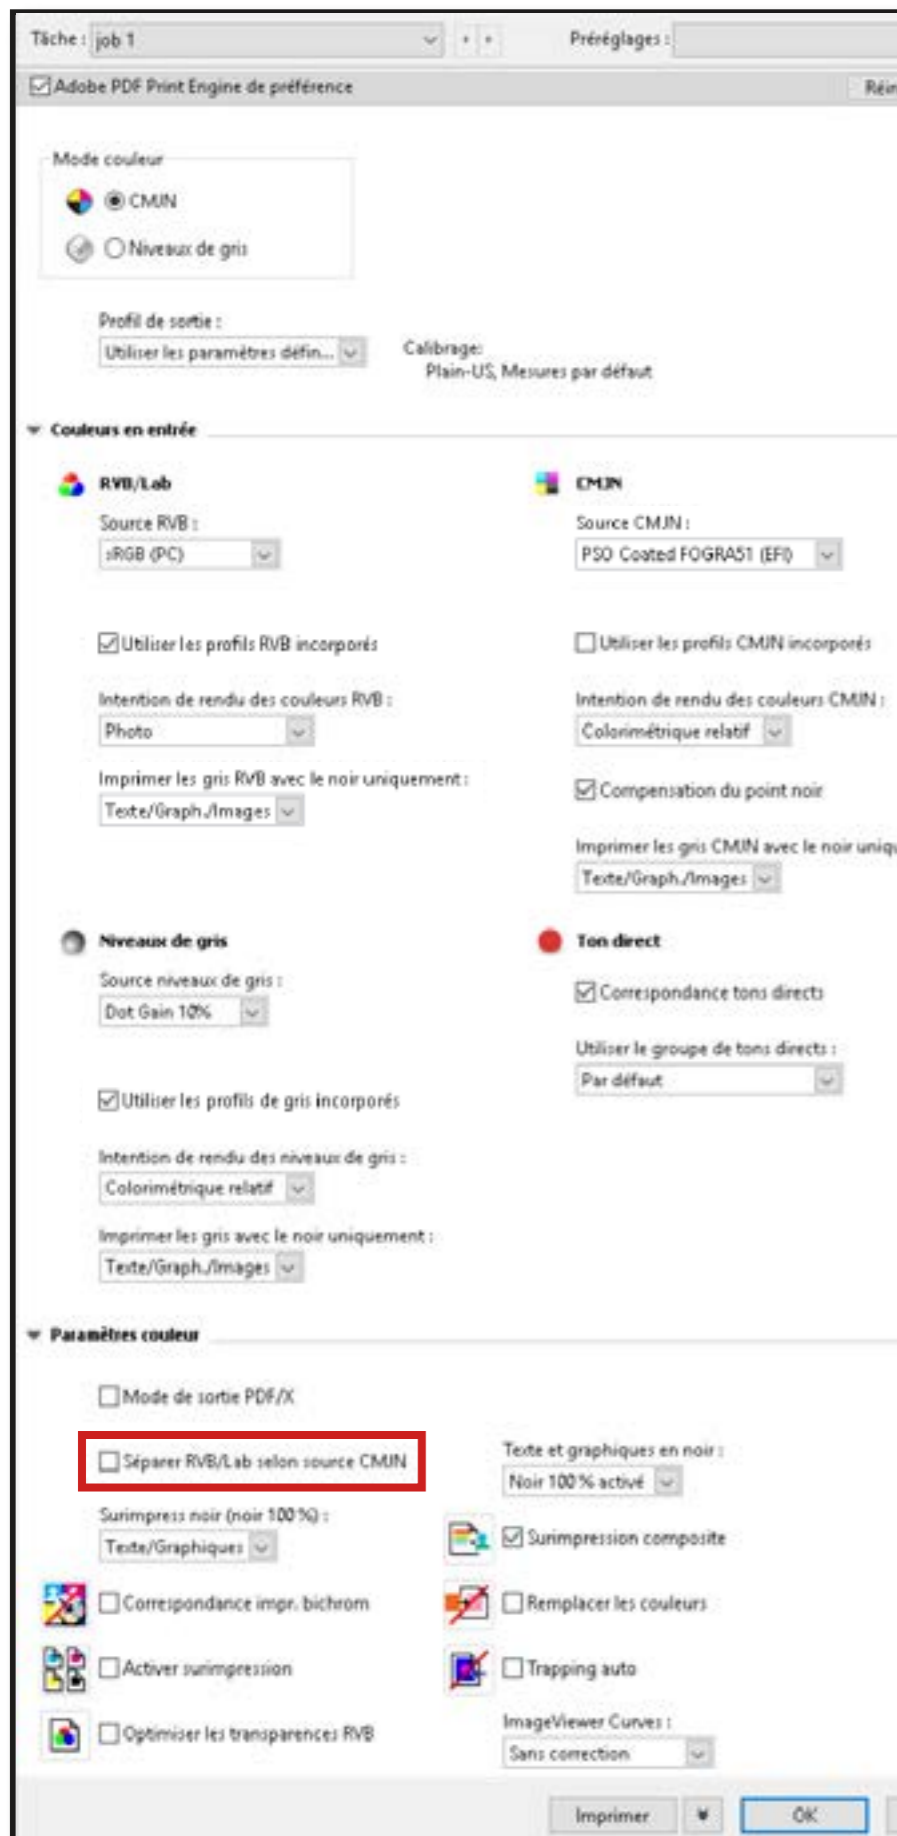 Tâche : job 1 Préréglages :
Adobe PDF Print Engine de préférence
Mode couleur
CMJN
Niveaux de gris
Profil de sortie :
Utiliser les paramètres défin...
Calibrage:
Plain-US, Mesures par défaut
Couleurs en entrée
RVB/Lab
Source RVB :
sRGB (PC)
Utiliser les profils RVB incorporés
Intention de rendu des couleurs RVB :
Photo
Imprimer les gris RVB avec le noir uniquement :
Texte/Graph./Images
CMJN
Source CMJN :
PSO Coated FOGRA51 (EFI)
Utiliser les profils CMJN incorporés
Intention de rendu des couleurs CMJN :
Colorimétrique relatif
Compensation du point noir
Imprimer les gris CMJN avec le noir uniqu
Texte/Graph./Images
Niveaux de gris
Source niveaux de gris :
Dot Gain 10%
Utiliser les profils de gris incorporés
Intention de rendu des niveaux de gris :
Colorimétrique relatif
Imprimer les gris avec le noir uniquement :
Texte/Graph./Images
Ton direct
Correspondance tons directs
Utiliser le groupe de tons directs :
Par défaut
Paramètres couleur
Mode de sortie PDF/X
Séparer RVB/Lab selon source CMJN
Surimpress noir (noir 100 %) :
Texte/Graphiques
Correspondance impr. bichrom
Activer surimpression
Optimiser les transparences RVB
Texte et graphiques en noir :
Noir 100 % activé
Surimpression composite
Remplacer les couleurs
Trapping auto
ImageViewer Curves :
Sans correction
Imprimer OK